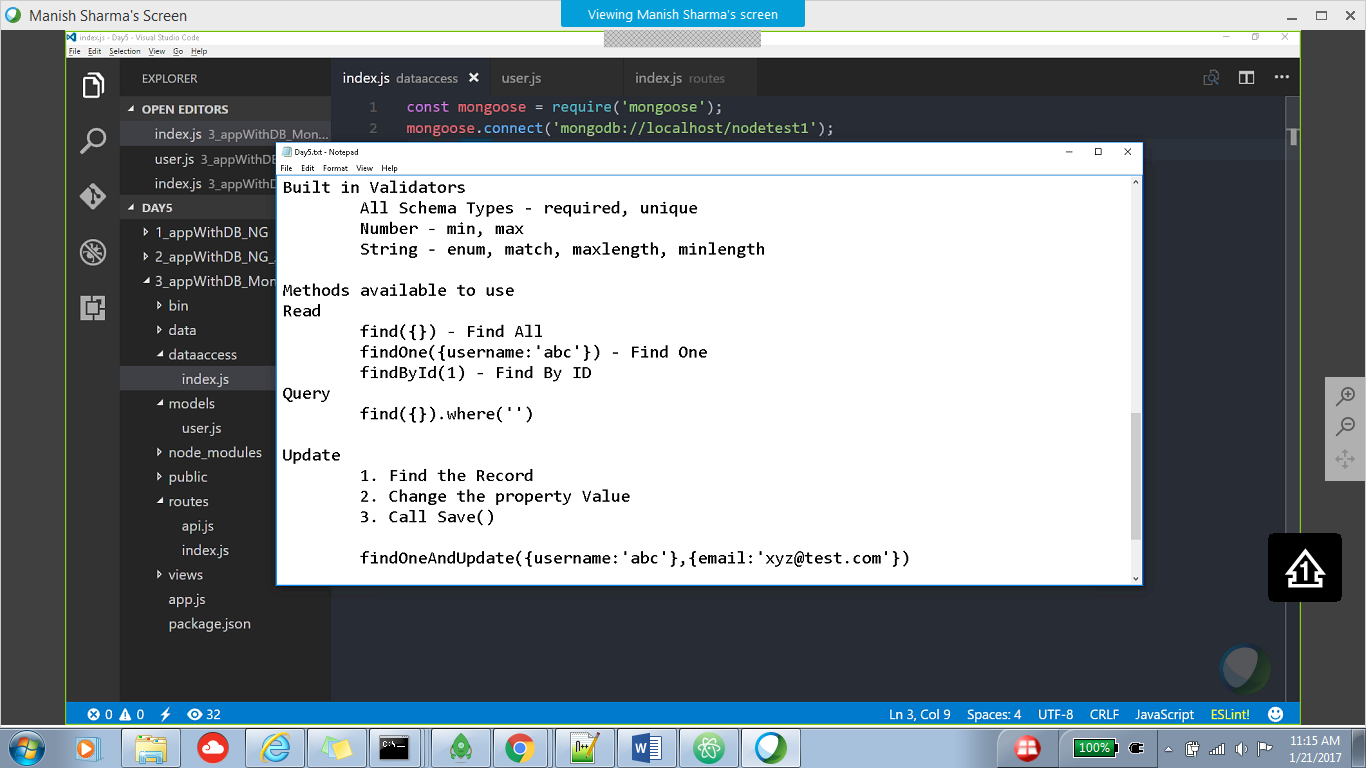 Manish Sharma's Screen
Viewing Manish Sharma's screen
index.js - Day5 - Visual Studio Code
File Edit Selection View Go Help
EXPLORER
OPEN EDITORS
index.js 3_appWithDB_Mon...
user.js 3_appWithDB
index.js 3_appWithD
DAY5
1_appWithDB_NG
2_appWithDB_NG_
3_appWithDB_Mon
bin
data
dataaccess
index.js
models
user.js
node_modules
public
routes
api.js
index.js
views
app.js
package.json
index.js dataaccess
user.js
index.js routes
1 const mongoose = require('mongoose');
2 mongoose.connect('mongodb://localhost/nodetest1');
Day5.txt - Notepad
File Edit Format View Help
Built in Validators
All Schema Types - required, unique
Number - min, max
String - enum, match, maxlength, minlength
Methods available to use
Read
find({}) - Find All
findOne({username:'abc'}) - Find One
findById(1) - Find By ID
Query
find({}).where('')
Update
1. Find the Record
2. Change the property Value
3. Call Save()
findOneAndUpdate({username:'abc'},{email:'xyz@test.com'})
1
0 0 32
Ln 3, Col 9 Spaces: 4 UTF-8 CRLF JavaScript ESLint!
100%
11:15 AM
1/21/2017